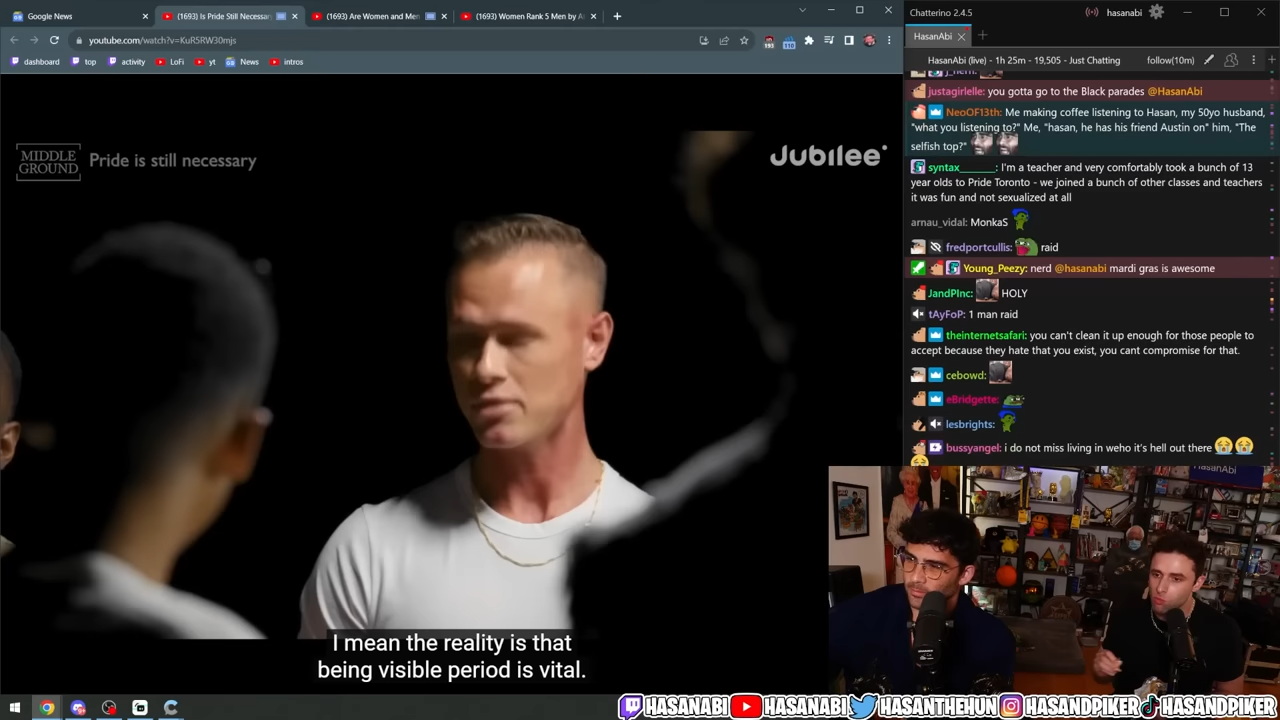 Google News
(1693) Is Pride Still Necessary
(1693) Are Women and Men
(1693) Women Rank 5 Men by A
youtube.com/watch?v=KuR5RW30mjs
dashboard
top
activity
LoFi
yt
News
intros
MIDDLE
GROUND
Pride is still necessary
Jubilee
I mean the reality is that
being visible period is vital.
Chatterino 2.4.5
hasanabi
HasanAbi
HasanAbi (live) - 1h 25m - 19,505 - Just Chatting
follow(10m)
justagirlelle: you gotta go to the Black parades @HasanAbi
NeoOF13th: Me making coffee listening to Hasan, my 50yo husband,
"what you listening to?" Me, "hasan, he has his friend Austin on" him, "The
selfish top?"
syntax_______: I'm a teacher and very comfortably took a bunch of 13
year olds to Pride Toronto - we joined a bunch of other classes and teachers
it was fun and not sexualized at all
arnau_vidal: MonkaS
fredportcullis: raid
Young_Peezy: nerd @hasanabi mardi gras is awesome
JandPInc: HOLY
tAyFoP: 1 man raid
theinternetsafari: you can't clean it up enough for those people to
accept because they hate that you exist, you cant compromise for that.
cebowd:
eBridgette:
lesbrights:
bussyangel: i do not miss living in weho it's hell out there
HASANABI HASANABI HASANTHEHUN HASANDPIKER HASANDPIKER